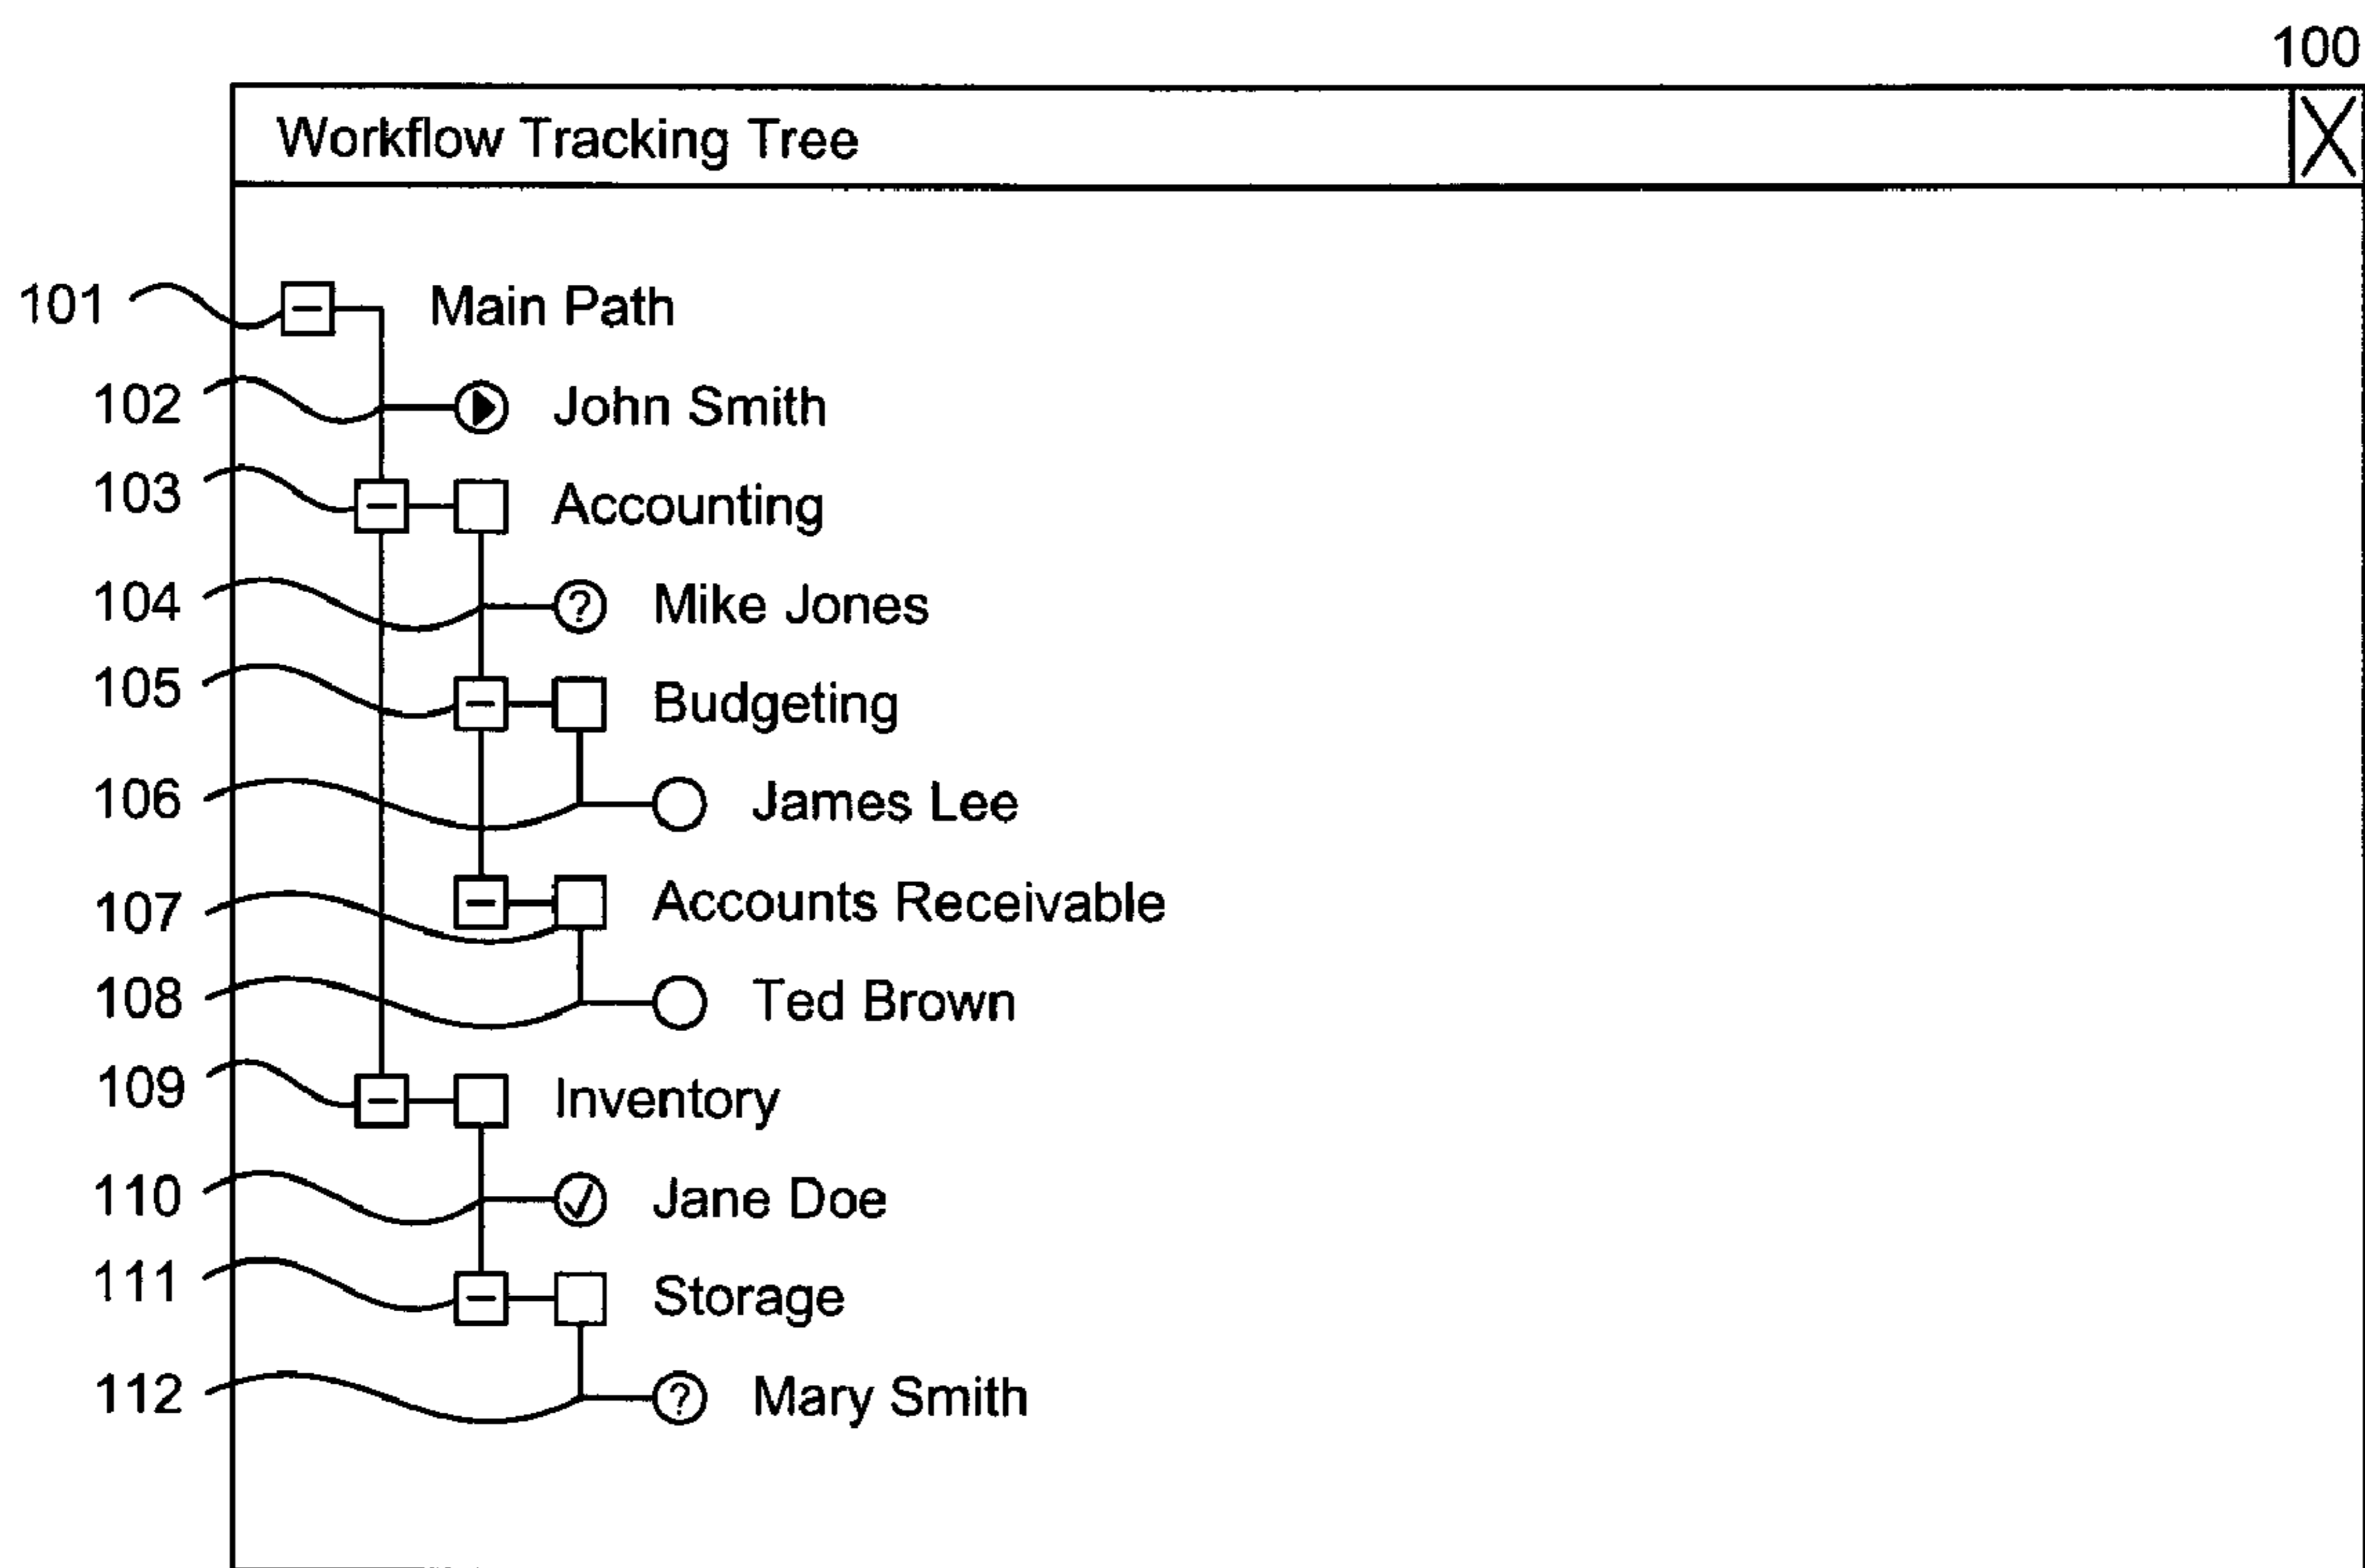 100
Workflow Tracking Tree
101 Main Path
102 John Smith
103 Accounting
104 ? Mike Jones
105 Budgeting
106 James Lee
107 Accounts Receivable
108 Ted Brown
109 Inventory
110 Jane Doe
111 Storage
112 ? Mary Smith